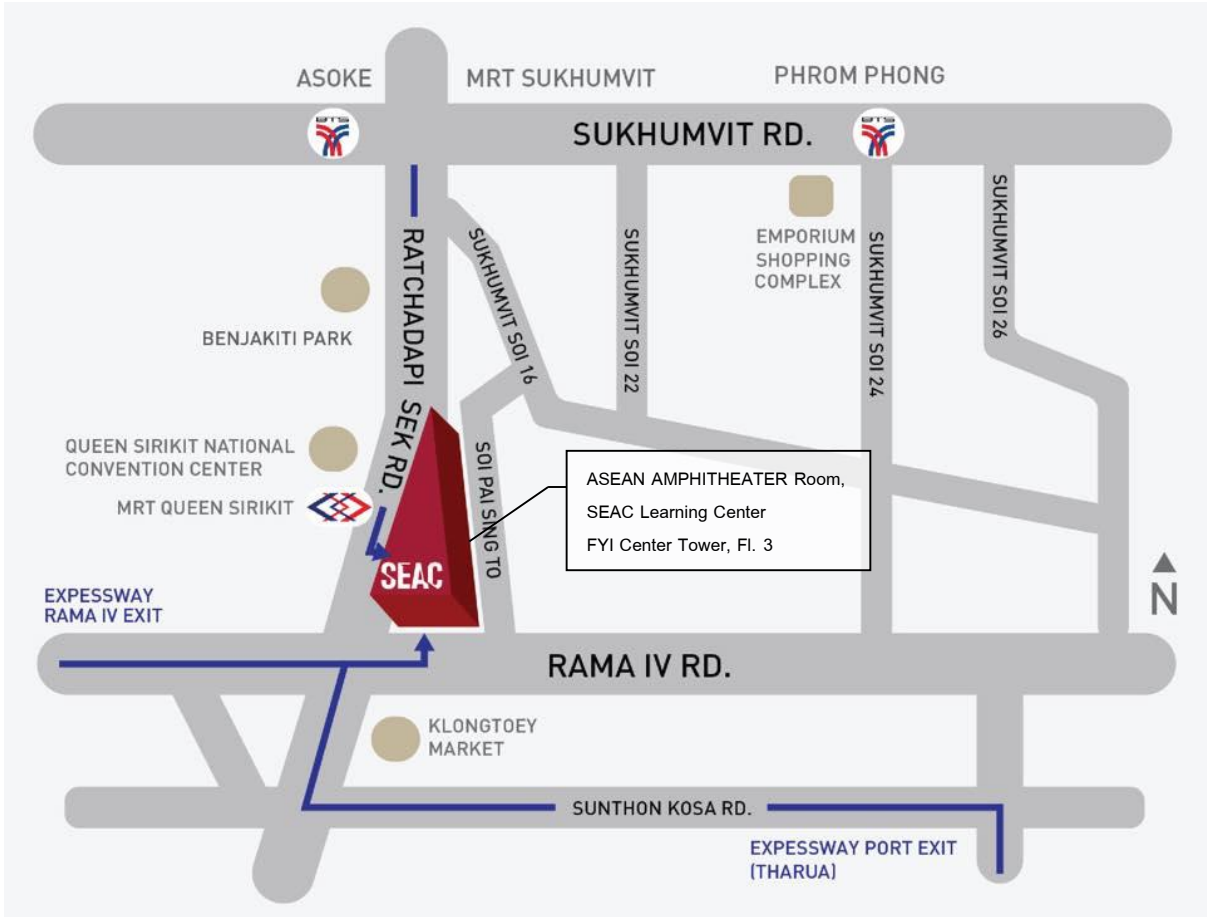 ASOKE
MRT SUKHUMVIT
PHROM PHONG
BTS
SUKHUMVIT RD.
BTS
RATCHADAPI
SEK RD.
SUKHUMVIT SOI 16
SUKHUMVIT SOI 22
EMPORIUM
SHOPPING
COMPLEX
SUKHUMVIT SOI 24
SUKHUMVIT SOI 26
BENJAKITI PARK
QUEEN SIRIKIT NATIONAL
CONVENTION CENTER
MRT QUEEN SIRIKIT
SOI PAI SING TO
ASEAN AMPHITHEATER Room,
SEAC Learning Center
FYI Center Tower, Fl. 3
SEAC
N
EXPESSWAY
RAMA IV EXIT
RAMA IV RD.
KLONGTOEY
MARKET
SUNTHON KOSA RD.
EXPESSWAY PORT EXIT
(THARUA)